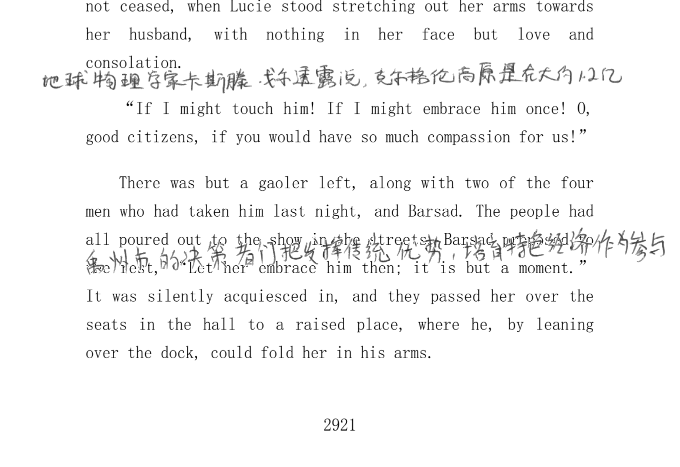 not ceased, when Lucie stood stretching out her arms towards
her husband, with nothing in her face but love and
consolation.
地球物理学家卡斯滕.戈尔透露说,克尔格伦高原是在大约1.2亿
“If I might touch him! If I might embrace him once! O,
good citizens, if you would have so much compassion for us!”
There was but a gaoler left, along with two of the four
men who had taken him last night, and Barsad. The people had
all poured out to the show in the streets. Barsad proposed to
禹州市的决策者们把发挥传统优势,培育特色经济作为参与
the rest, “Let her embrace him then; it is but a moment.”
It was silently acquiesced in, and they passed her over the
seats in the hall to a raised place, where he, by leaning
over the dock, could fold her in his arms.
2921